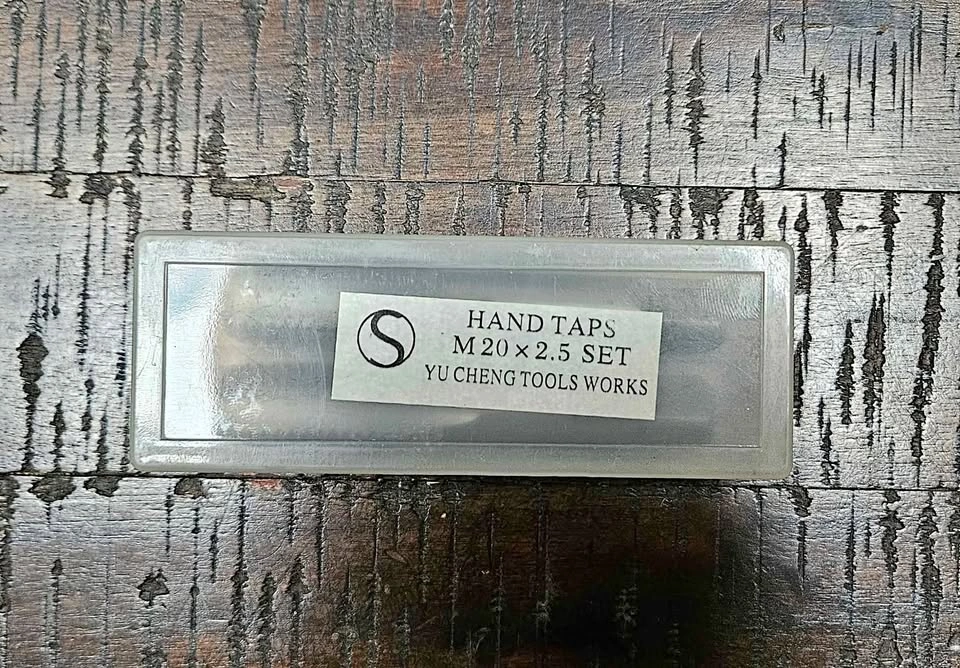 S
HAND TAPS
M20×2.5 SET
YU CHENG TOOLS WORKS